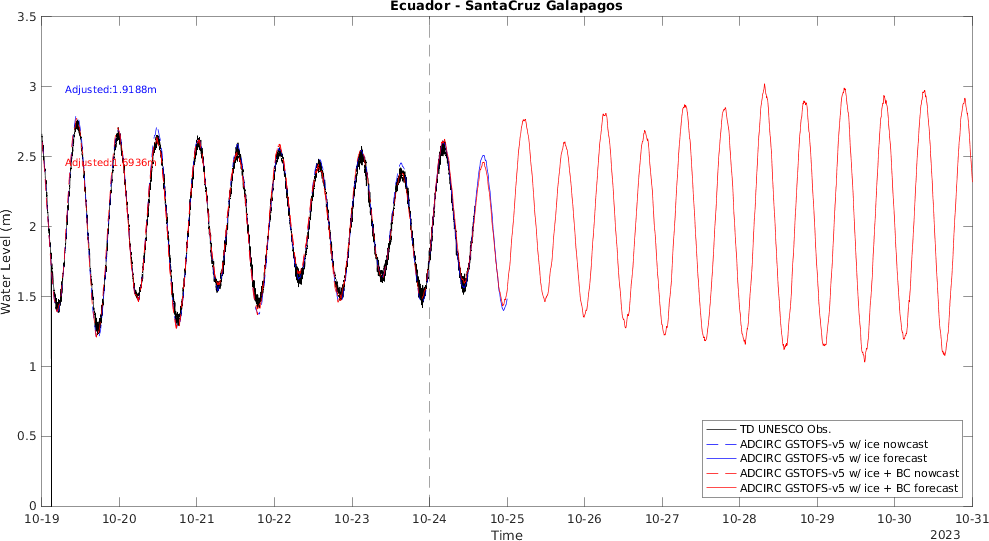 Ecuador - SantaCruz Galapagos
3.5
3
2.5
2
1.5
1
0.5
0
Water Level (m)
Adjusted:1.9188m
Adjusted:1.5936m
TD UNESCO Obs.
ADCIRC GSTOFS-v5 w/ ice nowcast
ADCIRC GSTOFS-v5 w/ ice forecast
ADCIRC GSTOFS-v5 w/ ice + BC nowcast
ADCIRC GSTOFS-v5 w/ ice + BC forecast
10-19 10-20 10-21 10-22 10-23 10-24 10-25 10-26 10-27 10-28 10-29 10-30 10-31
Time
2023